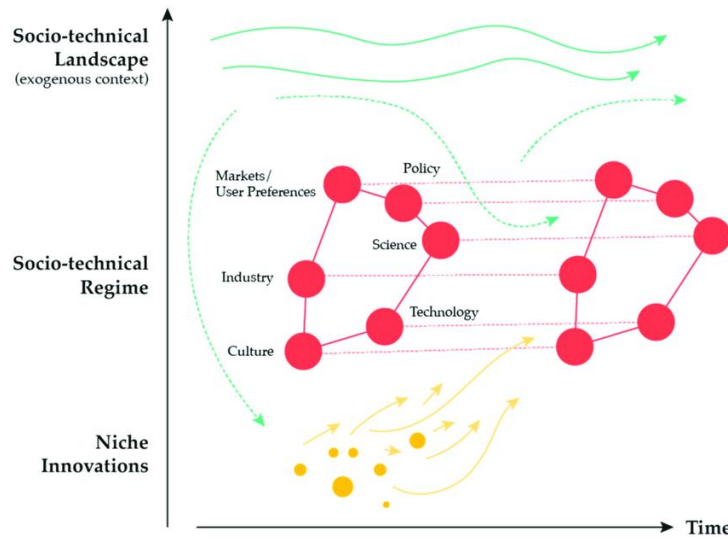 Socio-technical
Landscape
(exogenous context)
Markets/
User Preferences
Policy
Science
Socio-technical
Regime
Industry
Technology
Culture
Niche
Innovations
Time